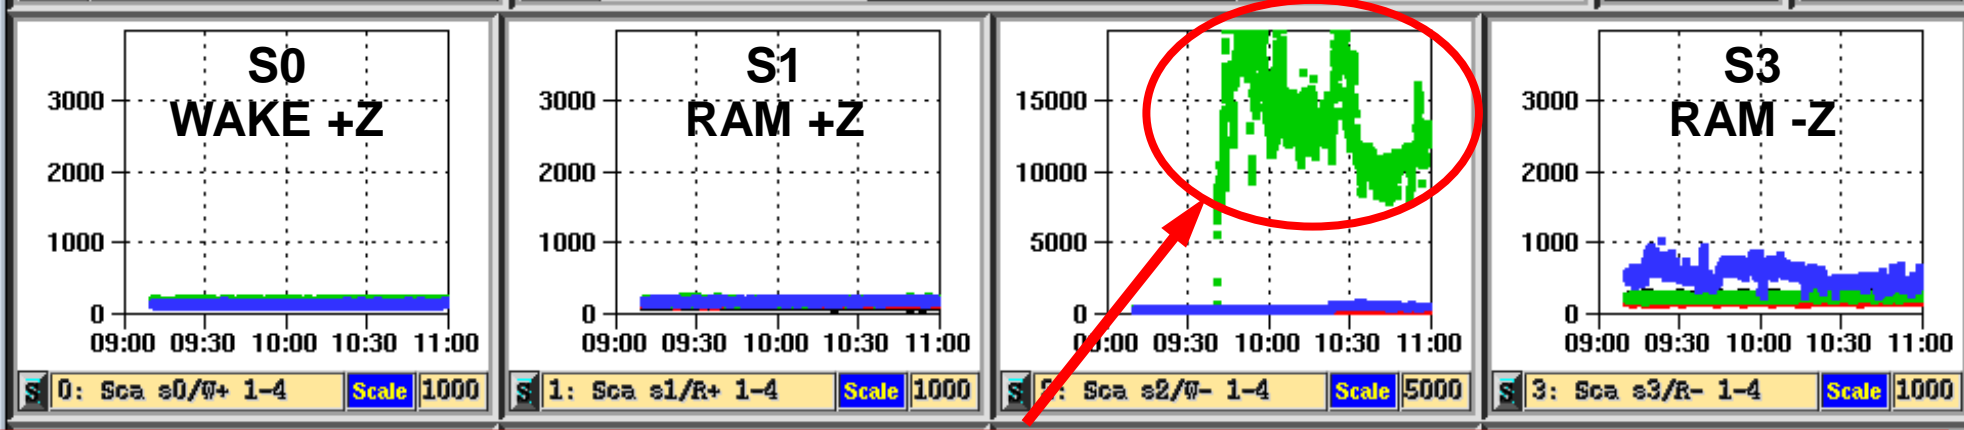 S0
WAKE +Z
3000
2000
1000
0
09:00 09:30 10:00 10:30 11:00
S 0: Sca s0/W+ 1-4 Scale 1000
S1
RAM +Z
3000
2000
1000
0
09:00 09:30 10:00 10:30 11:00
S 1: Sca s1/R+ 1-4 Scale 1000
15000
10000
5000
0
09:30 10:00 10:30 11:00
S Sca s2/W- 1-4 Scale 5000
S3
RAM -Z
3000
2000
1000
0
09:00 09:30 10:00 10:30 11:00
S 3: Sca s3/R- 1-4 Scale 1000